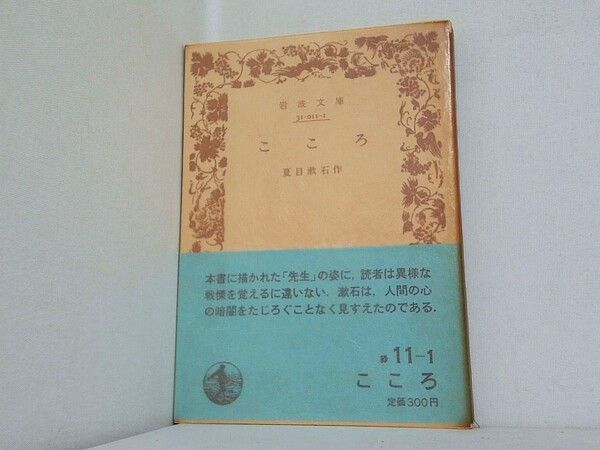 岩波文庫
31-011-1
こころ
夏目漱石作
本書に描かれた「先生」の姿に，読者は異様な
戦慄を覚えるに違いない．漱石は，人間の心
の暗闇をたじろぐことなく見すえたのである．
11-1
こころ
定価300円